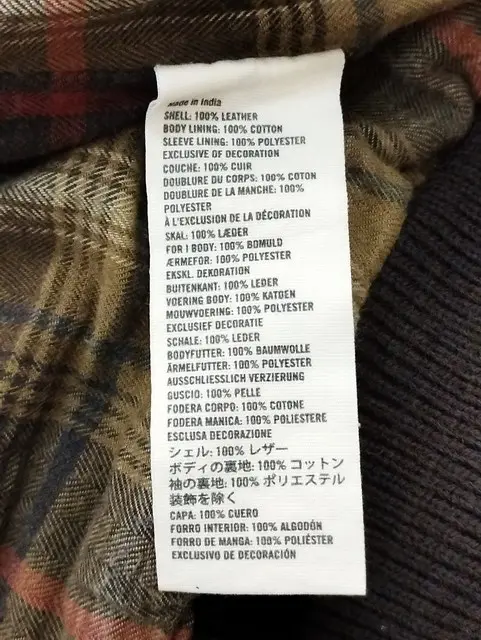 Made in India
SHELL: 100% LEATHER
BODY LINING: 100% COTTON
SLEEVE LINING: 100% POLYESTER
EXCLUSIVE OF DECORATION
COUCHE: 100% CUIR
DOUBLURE DU CORPS: 100% COTON
DOUBLURE DE LA MANCHE: 100%
POLYESTER
À L'EXCLUSION DE LA DÉCORATION
SKAL: 100% LÆDER
FOR I BODY: 100% BOMULD
ÆRMEFOR: 100% POLYESTER
EKSKL. DEKORATION
BUITENKANT: 100% LEDER
VOERING BODY: 100% KATOEN
MOUWVOERING: 100% POLYESTER
EXCLUSIEF DECORATIE
SCHALE: 100% LEDER
BODYFUTTER: 100% BAUMWOLLE
ÄRMELFUTTER: 100% POLYESTER
AUSSCHLIESSLICH VERZIERUNG
GUSCIO: 100% PELLE
FODERA CORPO: 100% COTONE
FODERA MANICA: 100% POLIESTERE
ESCLUSA DECORAZIONE
シェル: 100% レザー
ボディの裏地: 100% コットン
袖の裏地: 100% ポリエステル
装飾を除く
CAPA: 100% CUERO
FORRO INTERIOR: 100% ALGODÓN
FORRO DE MANGA: 100% POLIÉSTER
EXCLUSIVO DE DECORACIÓN